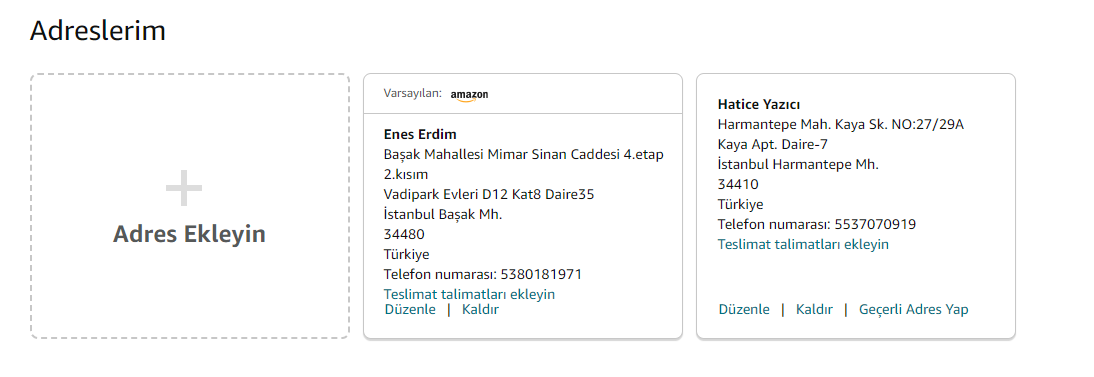 Adreslerim
Adres Ekleyin
Varsayılan: amazon
Enes Erdim
Başak Mahallesi Mimar Sinan Caddesi 4.etap
2.kısım
Vadipark Evleri D12 Kat8 Daire35
İstanbul Başak Mh.
34480
Türkiye
Telefon numarası: 5380181971
Teslimat talimatları ekleyin
Düzenle | Kaldır
Hatice Yazıcı
Harmantepe Mah. Kaya Sk. NO:27/29A
Kaya Apt. Daire-7
İstanbul Harmantepe Mh.
34410
Türkiye
Telefon numarası: 5537070919
Teslimat talimatları ekleyin
Düzenle | Kaldır | Geçerli Adres Yap